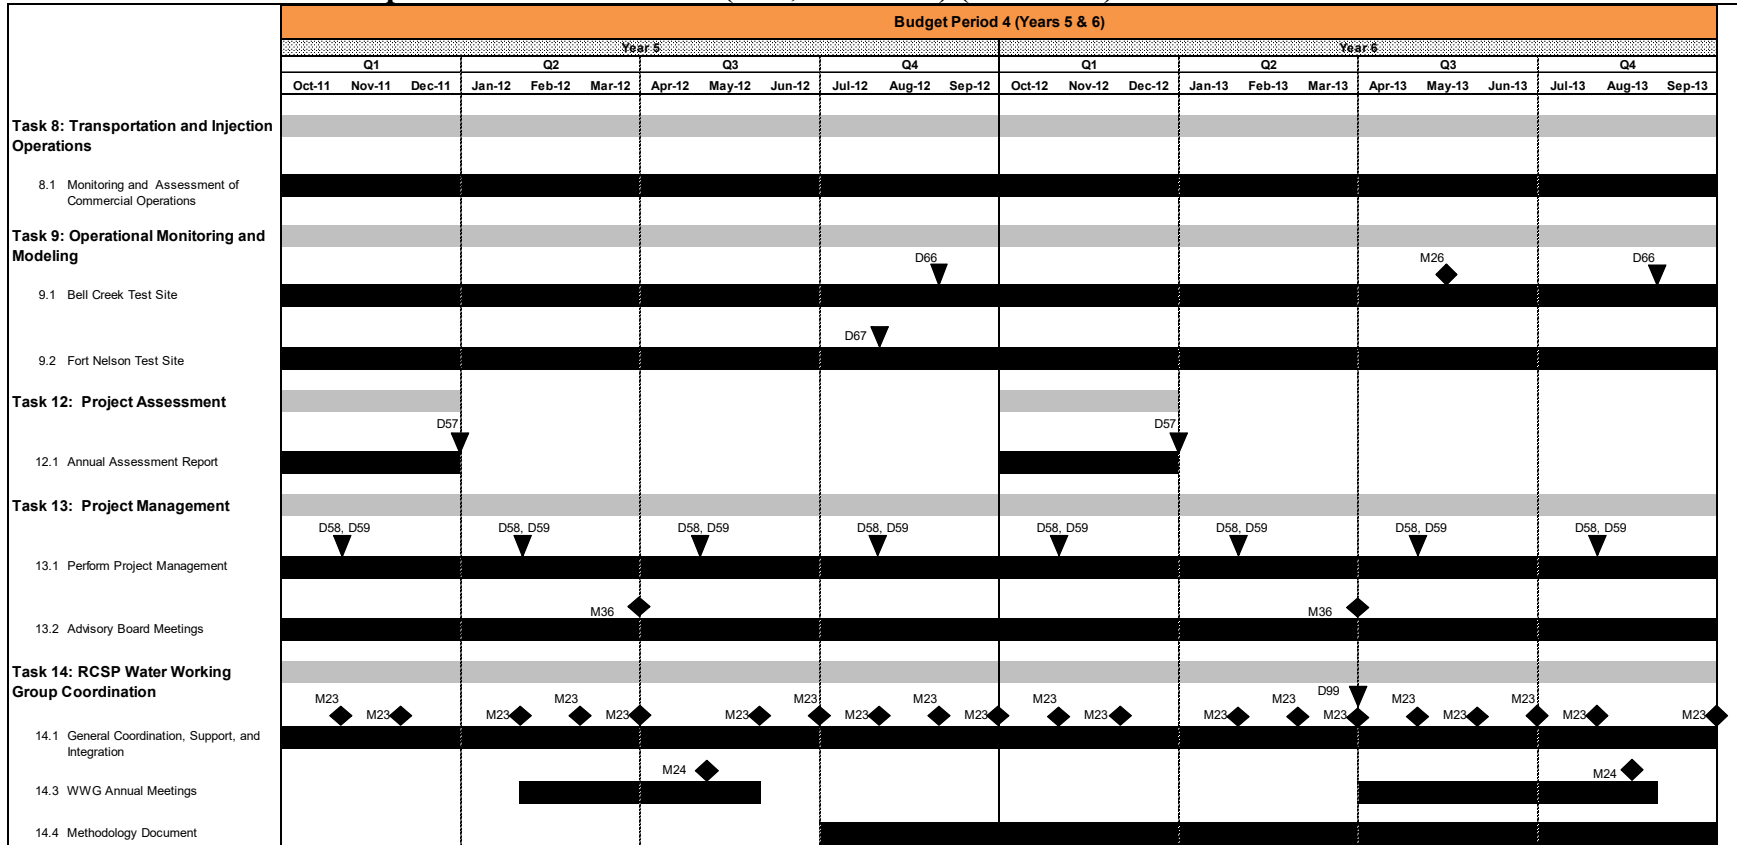 Budget Period 4 (Years 5 & 6)
Year 5 Year 6
Q1 Q2 Q3 Q4 Q1 Q2 Q3 Q4
Oct-11 Nov-11 Dec-11 Jan-12 Feb-12 Mar-12 Apr-12 May-12 Jun-12 Jul-12 Aug-12 Sep-12 Oct-12 Nov-12 Dec-12 Jan-13 Feb-13 Mar-13 Apr-13 May-13 Jun-13 Jul-13 Aug-13 Sep-13
Task 8: Transportation and Injection
Operations
8.1 Monitoring and Assessment of
Commercial Operations
Task 9: Operational Monitoring and
Modeling
D66 M26 D66
9.1 Bell Creek Test Site
D67
9.2 Fort Nelson Test Site
Task 12: Project Assessment
D57 D57
12.1 Annual Assessment Report
Task 13: Project Management
D58, D59 D58, D59 D58, D59 D58, D59 D58, D59 D58, D59 D58, D59 D58, D59
13.1 Perform Project Management
M36 M36
13.2 Advisory Board Meetings
Task 14: RCSP Water Working
Group Coordination
D99
M23 M23 M23 M23 M23 M23 M23 M23
M23 M23 M23 M23 M23 M23 M23 M23 M23 M23 M23 M23
14.1 General Coordination, Support, and
Integration
M24 M24
14.3 WWG Annual Meetings
14.4 Methodology Document